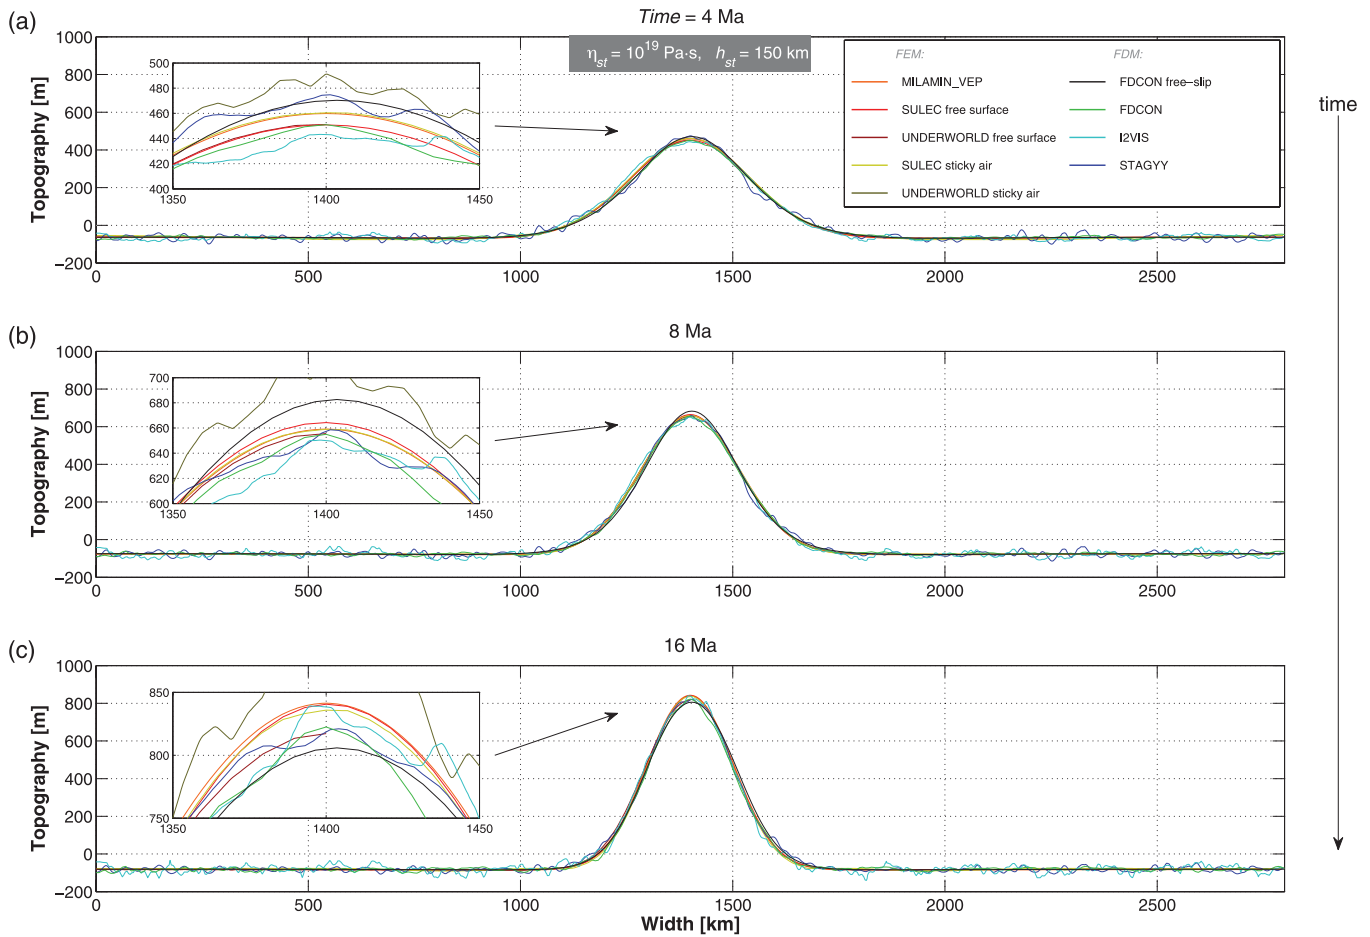 (a)
Time = 4 Ma
η_st = 10^19 Pa·s, h_st = 150 km
Topography [m]
1000
800
600
400
200
0
−200
0
500
1000
1500
2000
2500
500
480
460
440
420
400
1350
1400
1450
FEM:
MILAMIN_VEP
SULEC free surface
UNDERWORLD free surface
SULEC sticky air
UNDERWORLD sticky air
FDM:
FDCON free−slip
FDCON
I2VIS
STAGYY
time
(b)
8 Ma
Topography [m]
1000
800
600
400
200
0
−200
0
500
1000
1500
2000
2500
700
680
660
640
620
600
1350
1400
1450
(c)
16 Ma
Topography [m]
1000
800
600
400
200
0
−200
0
500
1000
1500
2000
2500
850
800
750
1350
1400
1450
Width [km]